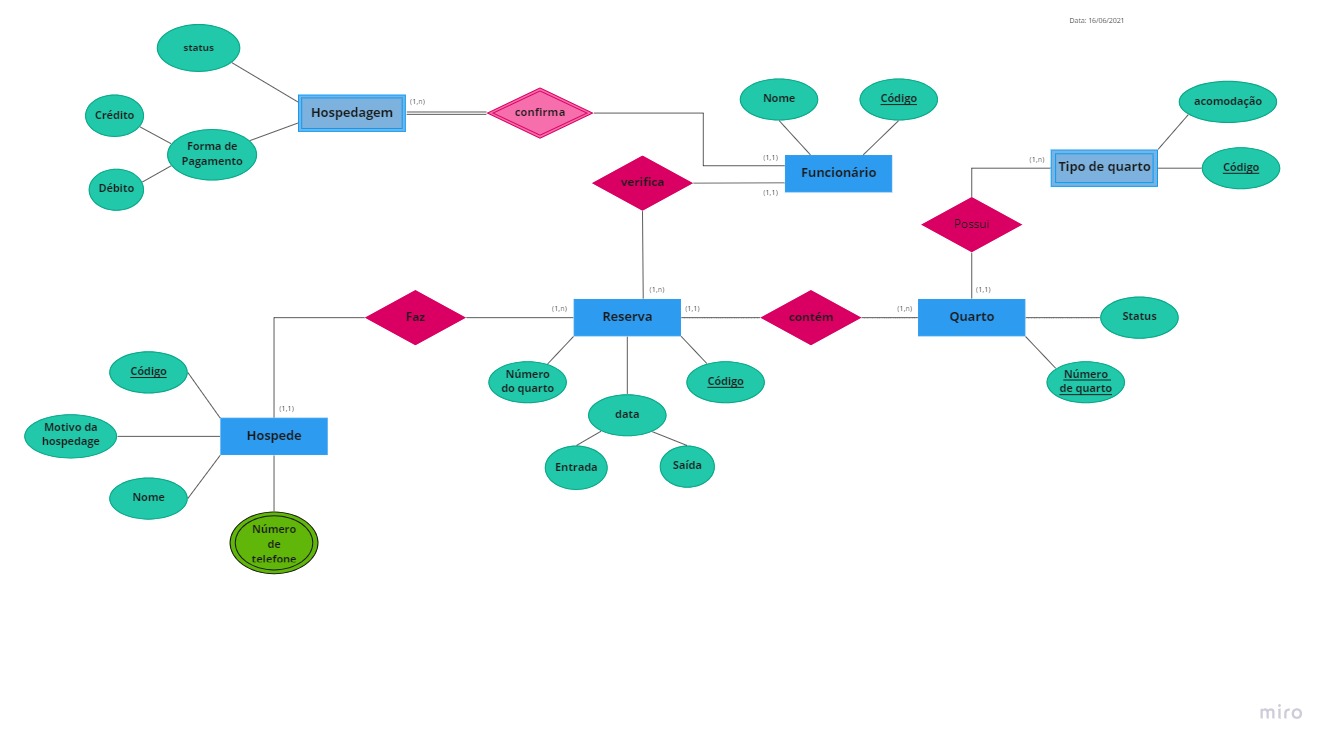 Data: 16/06/2021
status
Crédito
Hospedagem
(1,n)
confirma
Nome
Código
acomodação
Forma de
Pagamento
Débito
verifica
(1,1)
Funcionário
(1,1)
(1,n)
Tipo de quarto
Código
Possui
(1,n)
(1,1)
Faz
(1,n)
Reserva
(1,1)
contém
(1,n)
Quarto
Status
Código
Número
do quarto
Código
Número
de quarto
(1,1)
data
Motivo da
hospedage
Hospede
Entrada
Saída
Nome
Número
de
telefone
miro